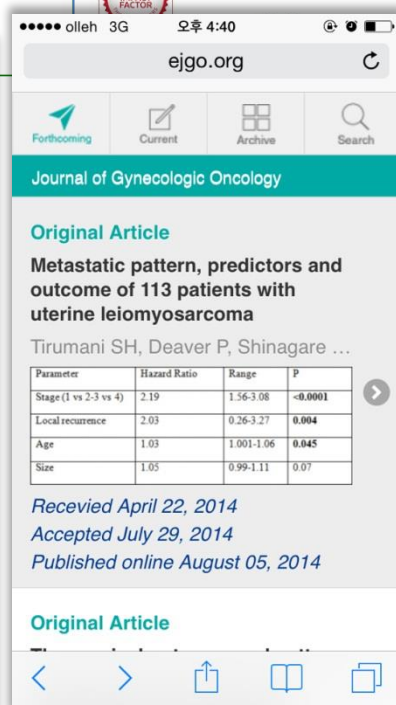 FACTOR
olleh 3G 오후 4:40
ejgo.org
Forthcoming Current Archive Search
Journal of Gynecologic Oncology
Original Article
Metastatic pattern, predictors and
outcome of 113 patients with
uterine leiomyosarcoma
Tirumani SH, Deaver P, Shinagare ...
Parameter Hazard Ratio Range P
Stage (1 vs 2-3 vs 4) 2.19 1.56-3.08 <0.0001
Local recurrence 2.03 0.26-3.27 0.004
Age 1.03 1.001-1.06 0.045
Size 1.05 0.99-1.11 0.07
Recevied April 22, 2014
Accepted July 29, 2014
Published online August 05, 2014
Original Article